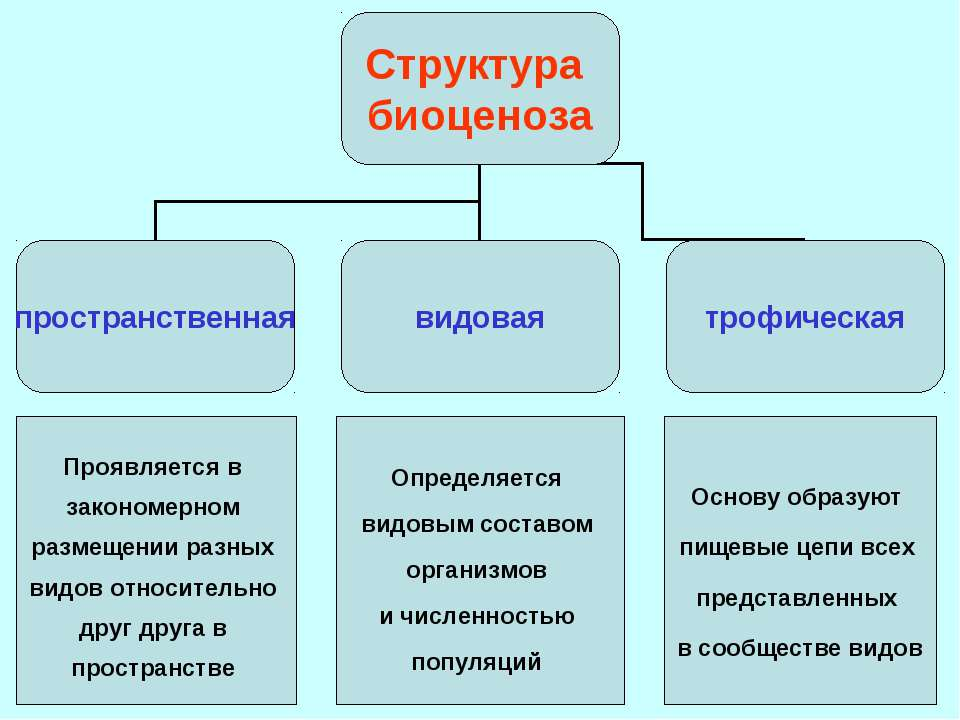 Структура
биоценоза
пространственная
видовая
трофическая
Проявляется в
закономерном
размещении разных
видов относительно
друг друга в
пространстве
Определяется
видовым составом
организмов
и численностью
популяций
Основу образуют
пищевые цепи всех
представленных
в сообществе видов